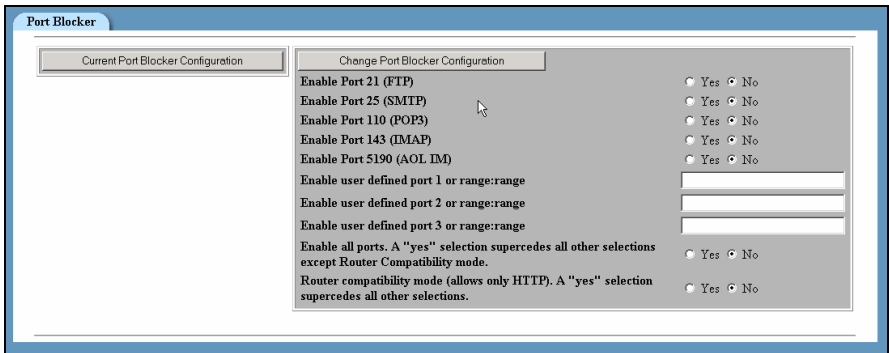 Port Blocker
Current Port Blocker Configuration
Change Port Blocker Configuration
Enable Port 21 (FTP) Yes No
Enable Port 25 (SMTP) Yes No
Enable Port 110 (POP3) Yes No
Enable Port 143 (IMAP) Yes No
Enable Port 5190 (AOL IM) Yes No
Enable user defined port 1 or range:range
Enable user defined port 2 or range:range
Enable user defined port 3 or range:range
Enable all ports. A "yes" selection supercedes all other selections
except Router Compatibility mode. Yes No
Router compatibility mode (allows only HTTP). A "yes" selection
supercedes all other selections. Yes No